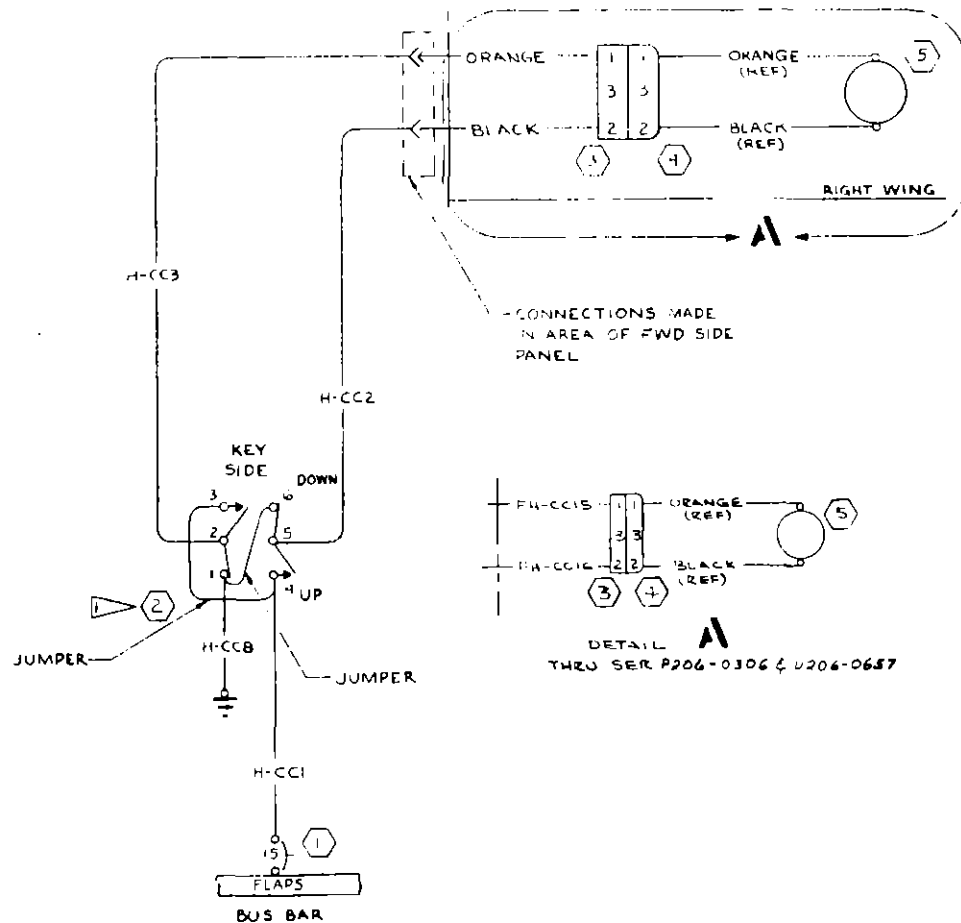 ORANGE
1 1
ORANGE
(REF)
5
3 3
BLACK
2 2
BLACK
(REF)
3
4
RIGHT WING
A
H-CC3
CONNECTIONS MADE
IN AREA OF FWD SIDE
PANEL
H-CC2
KEY
SIDE
DOWN
3
6
2
5
1
4
UP
1
2
JUMPER
H-CC8
JUMPER
FH-CC15
1 1
ORANGE
(REF)
5
3 3
FH-CC16
2 2
BLACK
(REF)
3
4
DETAIL A
THRU SER P206-0306 & U206-0657
H-CC1
15
1
FLAPS
BUS BAR